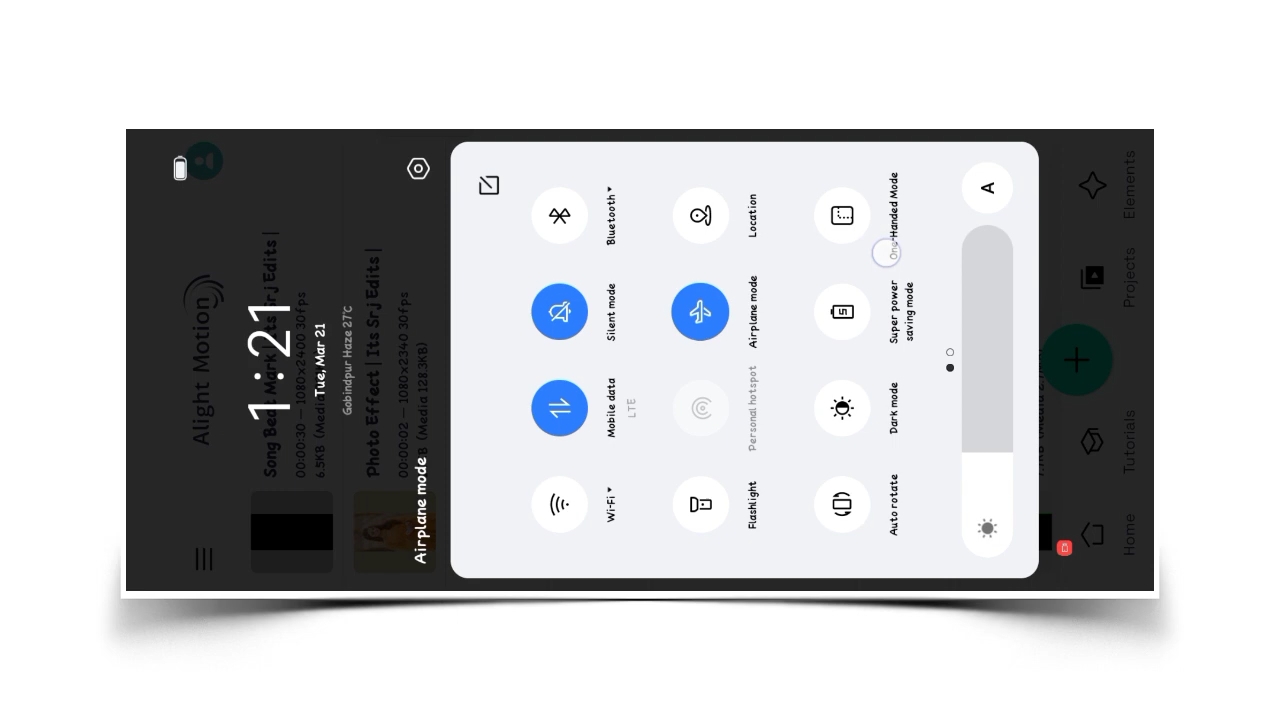 Alight Motion
1:21
Song Beat Mark | Its Srj Edits |
00:00:30 — 1080x2400 30fps
Tue, Mar 21
Gobindpur Haze 27°C
Photo Effect | Its Srj Edits |
00:00:02 — 1080x2340 30fps
(Media 128.3KB)
Airplane mode
Wi-Fi
Mobile data
LTE
Silent mode
Bluetooth
Flashlight
Personal hotspot
Airplane mode
Location
Auto rotate
Dark mode
Super power
saving mode
One-Handed Mode
A
Home
Tutorials
Projects
Elements